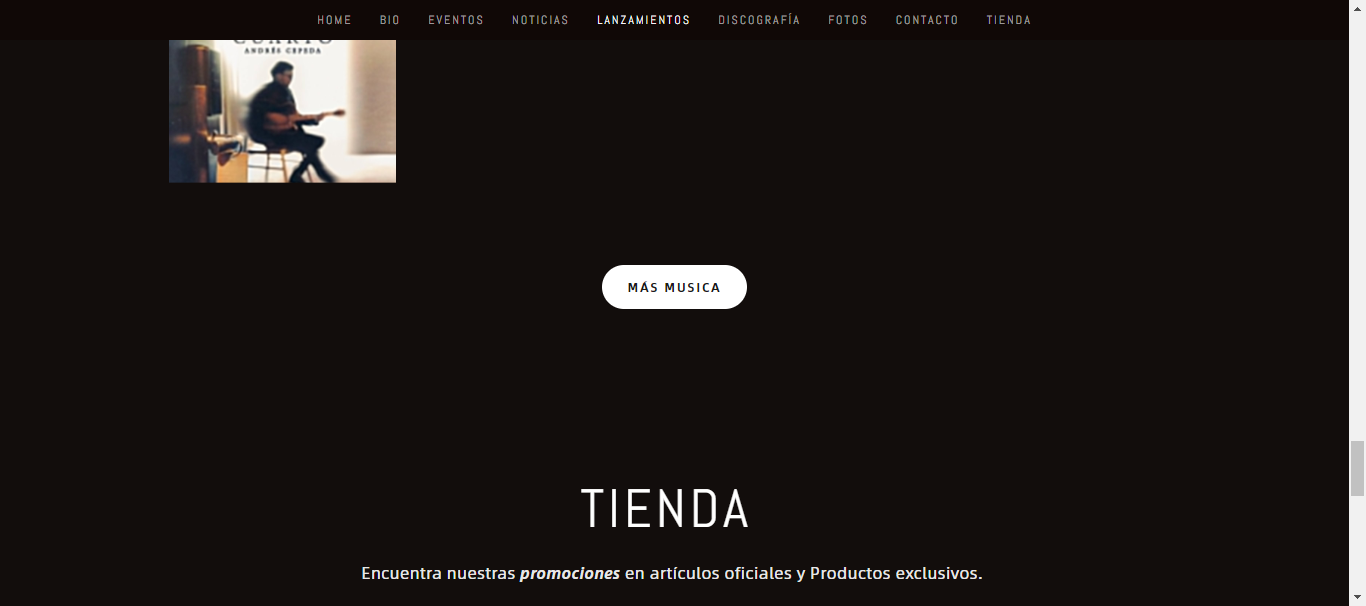 HOME BIO EVENTOS NOTICIAS LANZAMIENTOS DISCOGRAFÍA FOTOS CONTACTO TIENDA
CUARTO
ANDRÉS CEPEDA
MÁS MUSICA
TIENDA
Encuentra nuestras promociones en artículos oficiales y Productos exclusivos.